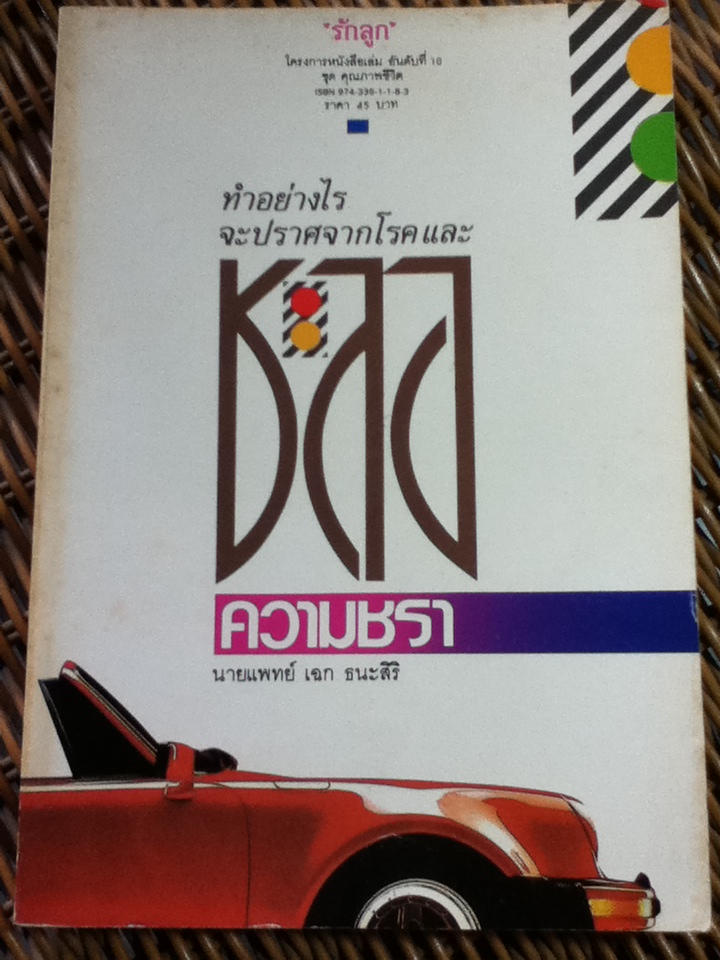 "รักลูก"
โครงการหนังสือเล่ม อันดับที่ 18
ชุด คุณภาพชีวิต
ISBN 974-339-1-1-8-3
ราคา 45 บาท
ทำอย่างไร
จะปราศจากโรคและ
ชะลอ
ความชรา
นายแพทย์ เฉก ธนะสิริ